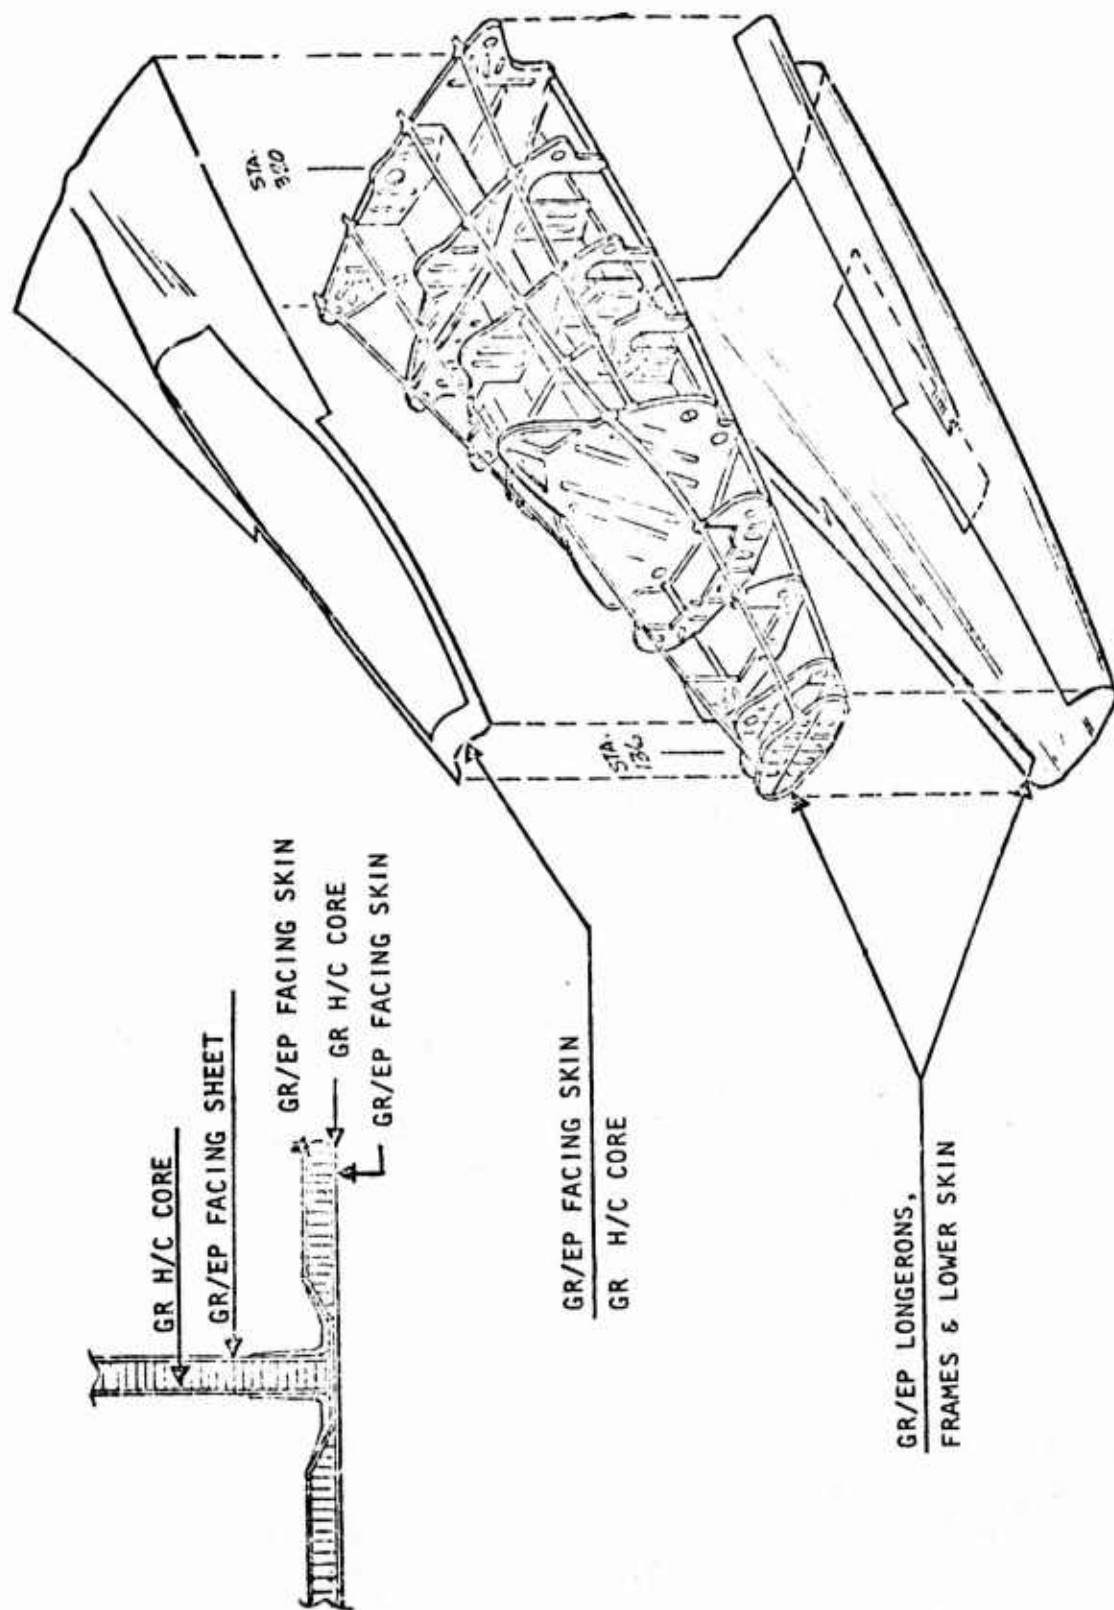 GR H/C CORE
GR/EP FACING SHEET
GR/EP FACING SKIN
GR H/C CORE
GR/EP FACING SKIN
GR/EP FACING SKIN
GR H/C CORE
GR/EP LONGERONS,
FRAMES & LOWER SKIN
STA.
136
STA.
320